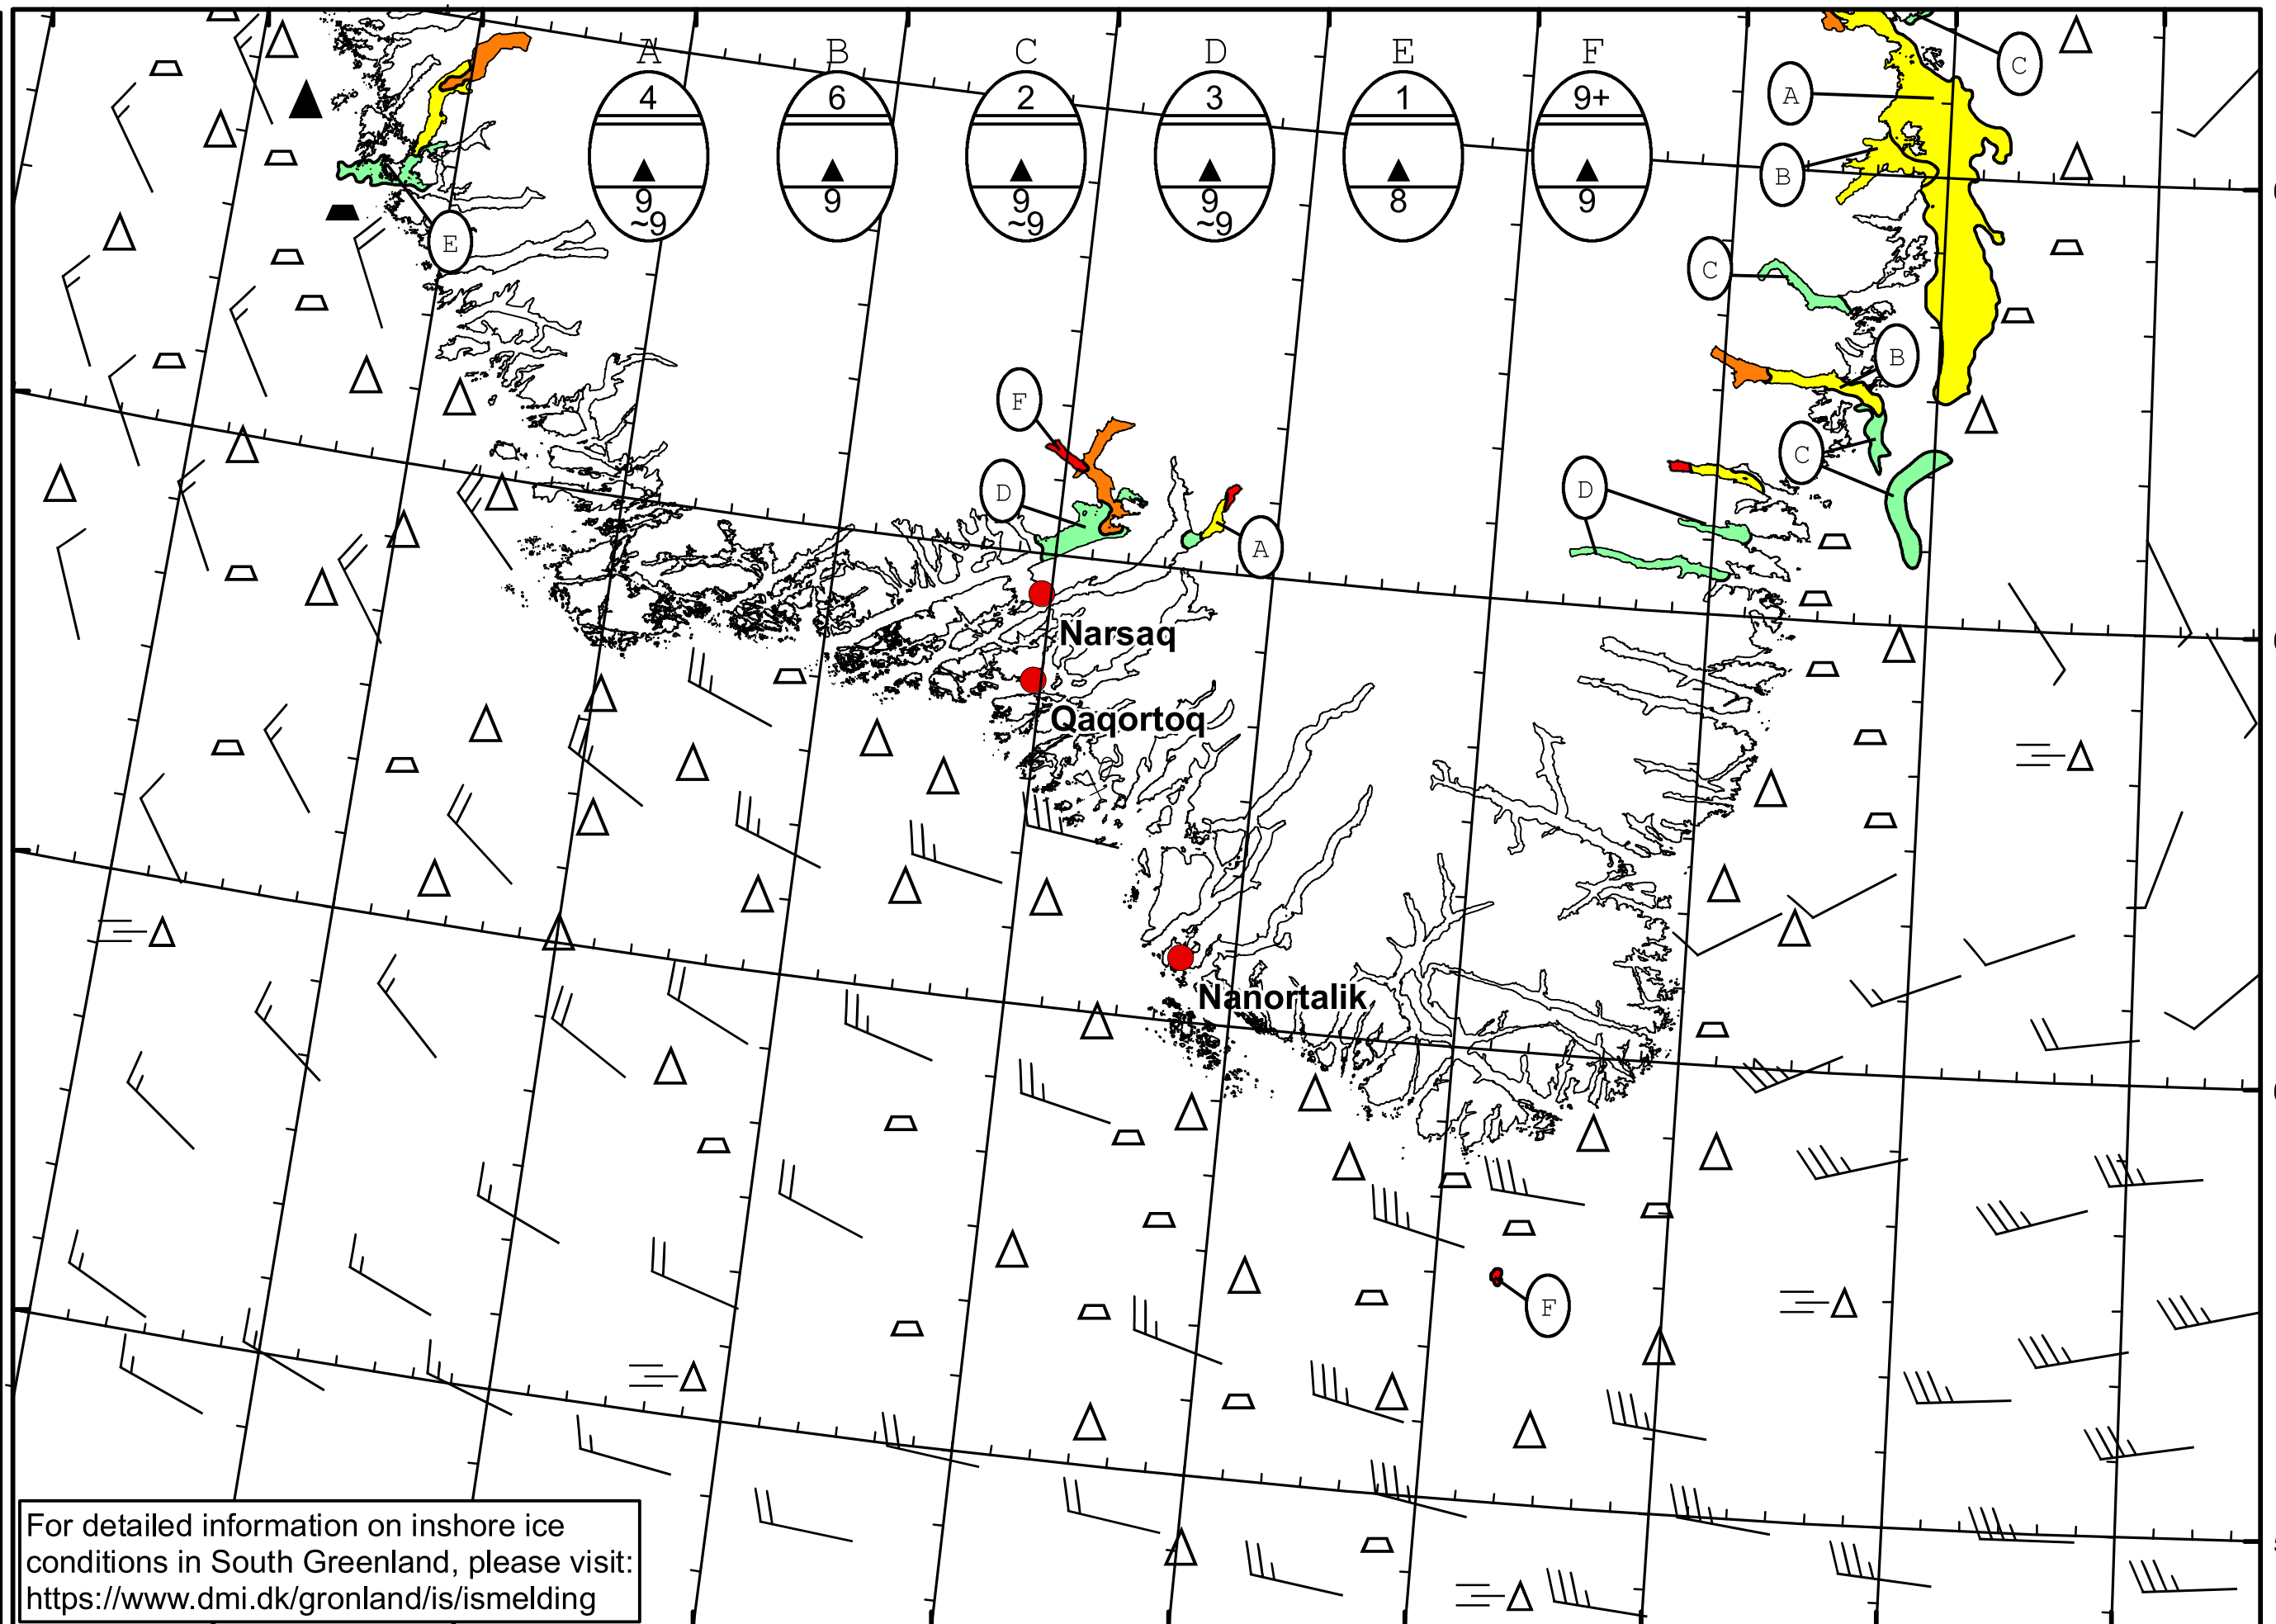 A B C D E F
4 6 2 3 1 9+
9 9 9 9 8 9
~9 ~9 ~9
C
A
B
E
C
B
F
C
D
D
A
Narsaq
Qaqortoq
Nanortalik
F
For detailed information on inshore ice
conditions in South Greenland, please visit:
https://www.dmi.dk/gronland/is/ismelding